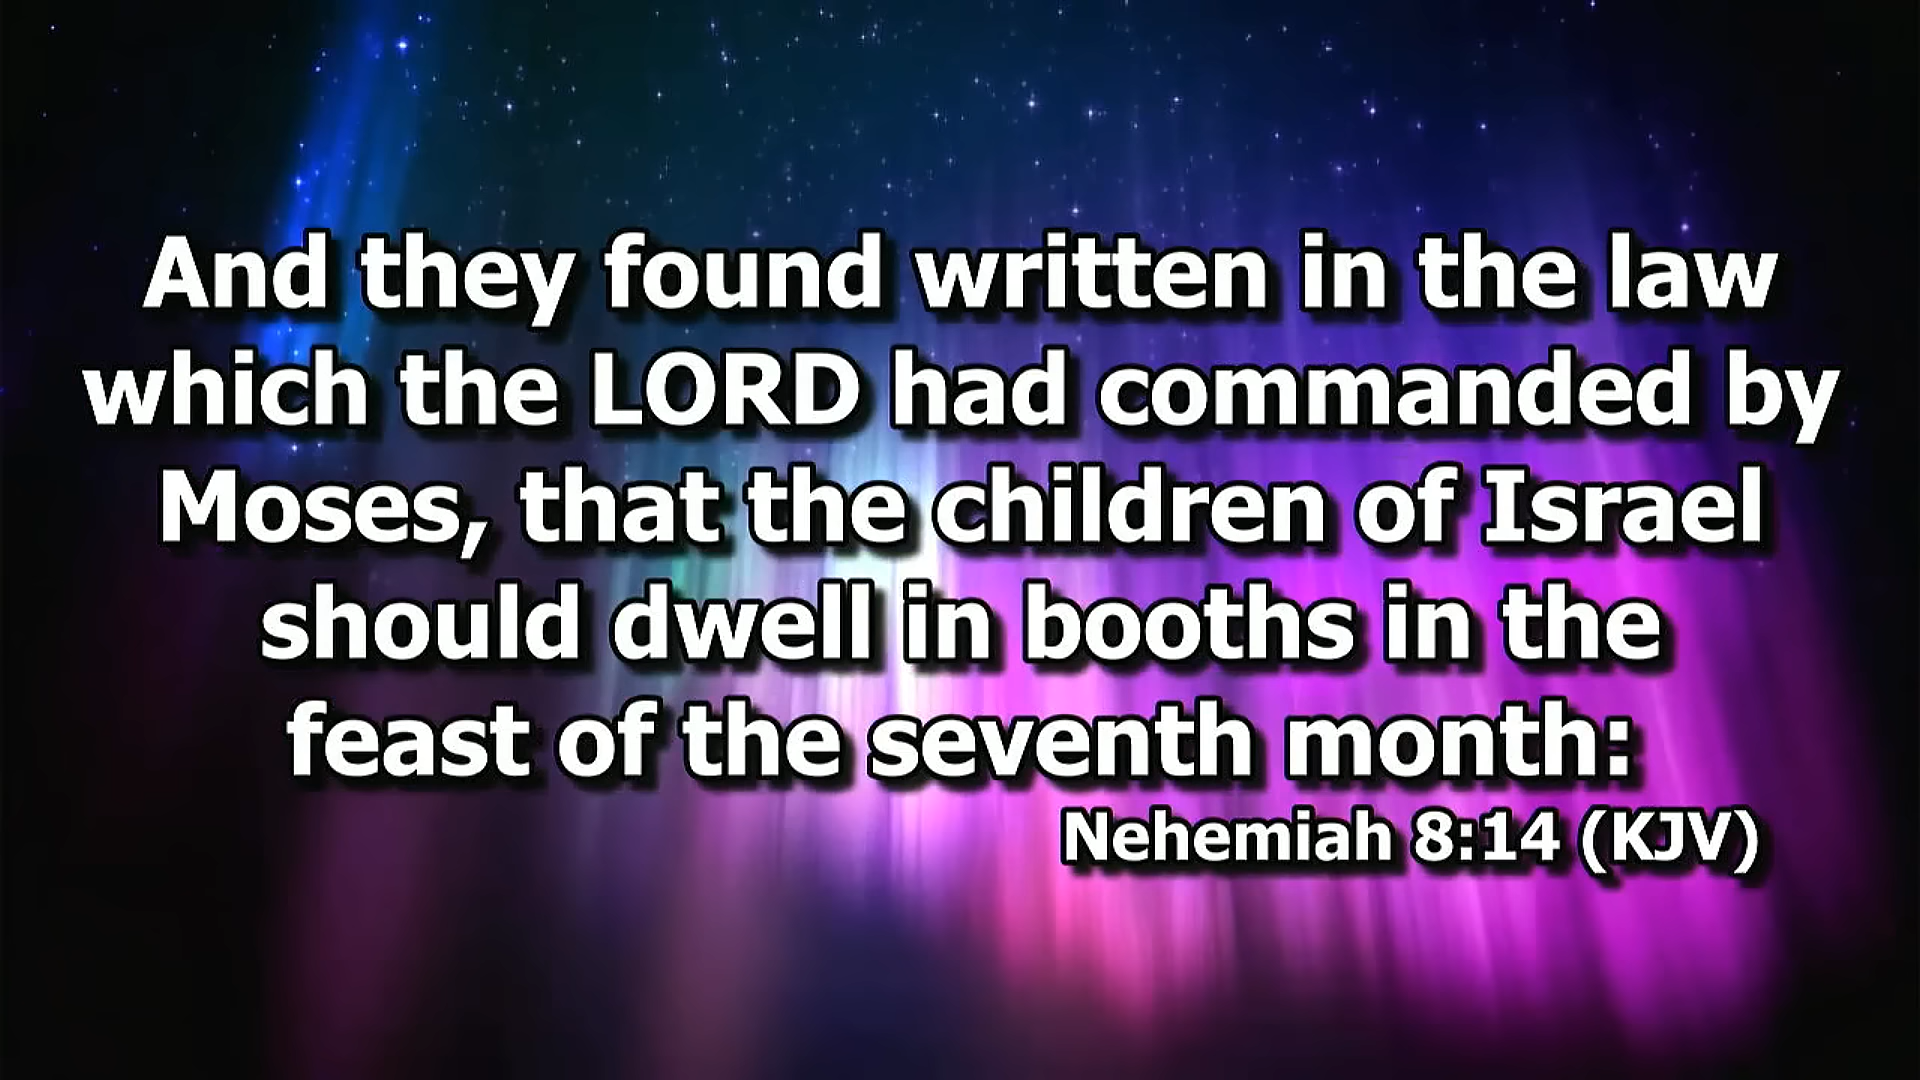 And they found written in the law
which the LORD had commanded by
Moses, that the children of Israel
should dwell in booths in the
feast of the seventh month:
Nehemiah 8:14 (KJV)